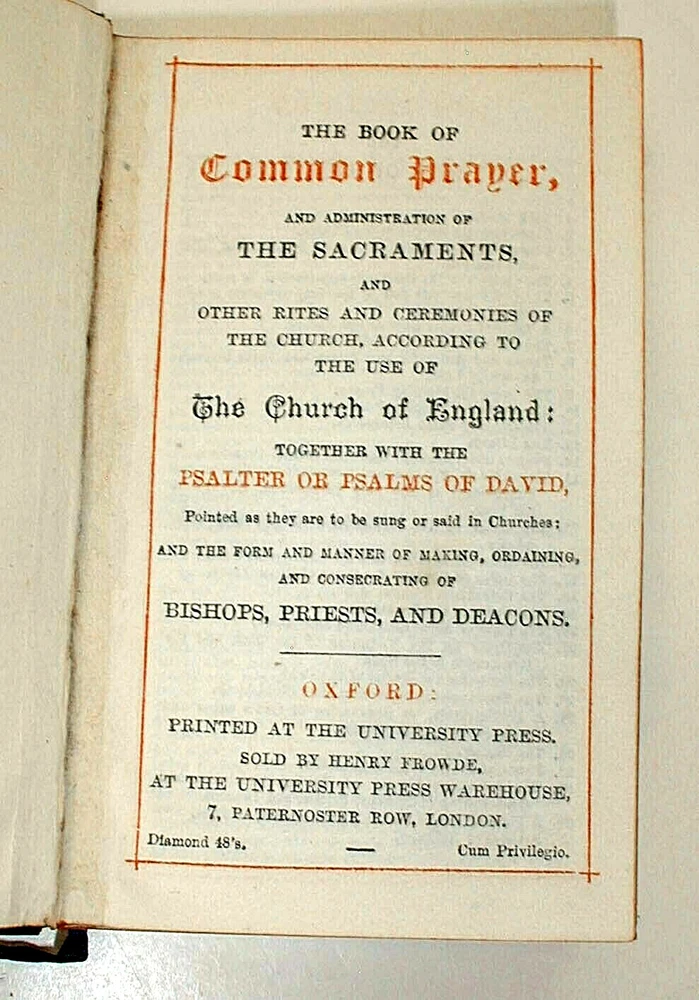 THE BOOK OF
Common Prayer,
AND ADMINISTRATION OF
THE SACRAMENTS,
AND
OTHER RITES AND CEREMONIES OF
THE CHURCH, ACCORDING TO
THE USE OF
The Church of England:
TOGETHER WITH THE
PSALTER OR PSALMS OF DAVID,
Pointed as they are to be sung or said in Churches;
AND THE FORM AND MANNER OF MAKING, ORDAINING,
AND CONSECRATING OF
BISHOPS, PRIESTS, AND DEACONS.
OXFORD:
PRINTED AT THE UNIVERSITY PRESS.
SOLD BY HENRY FROWDE,
AT THE UNIVERSITY PRESS WAREHOUSE,
7, PATERNOSTER ROW, LONDON.
Diamond 48's. Cum Privilegio.